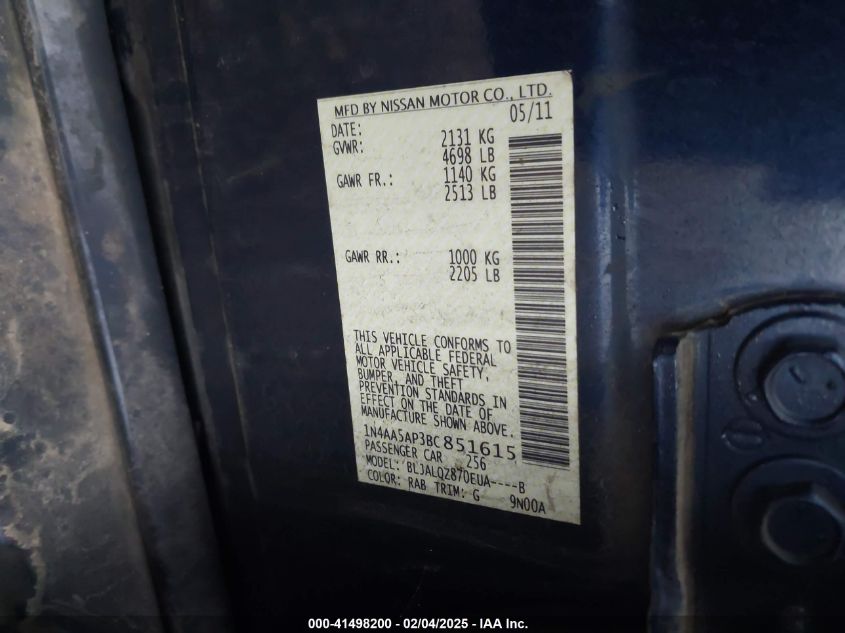 MFD BY NISSAN MOTOR CO., LTD.
DATE: 05/11
GVWR: 2131 KG
4698 LB
GAWR FR.: 1140 KG
2513 LB
GAWR RR.: 1000 KG
2205 LB
THIS VEHICLE CONFORMS TO
ALL APPLICABLE FEDERAL
MOTOR VEHICLE SAFETY,
BUMPER, AND THEFT
PREVENTION STANDARDS IN
EFFECT ON THE DATE OF
MANUFACTURE SHOWN ABOVE.
1N4AA5AP3BC851615
PASSENGER CAR 256
MODEL: BLJALQZ870EUA----B
COLOR: RAB TRIM: G 9N00A
000-41498200 - 02/04/2025 - IAA Inc.